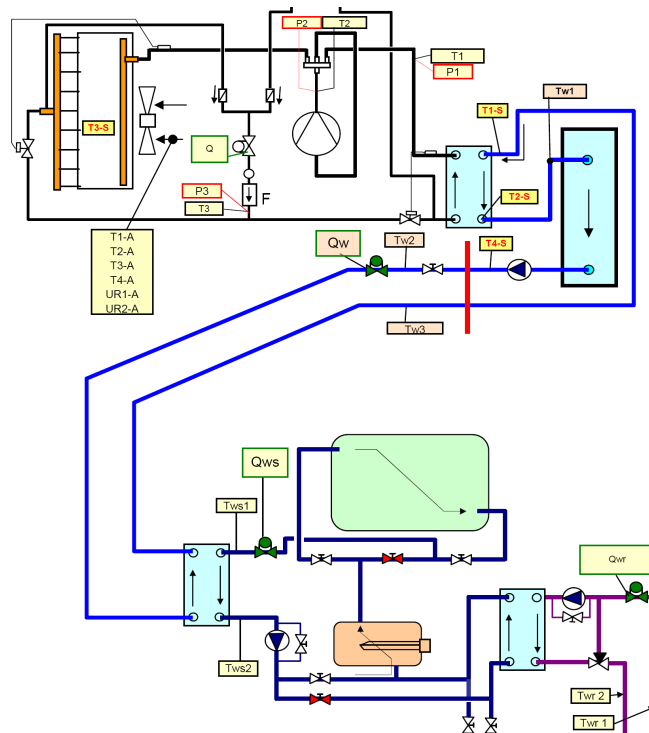 P2
T2
T1
P1
Tw1
T1-S
T3-S
Q
P3
T3
F
T2-S
T1-A
T2-A
T3-A
T4-A
UR1-A
UR2-A
Qw
Tw2
T4-S
Tw3
Qws
Tws1
Qwr
Tws2
Twr 2
Twr 1